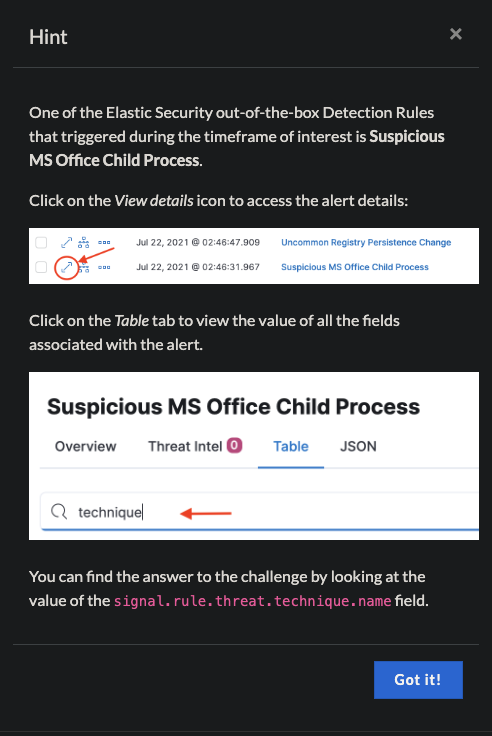 Hint
×
One of the Elastic Security out-of-the-box Detection Rules
that triggered during the timeframe of interest is Suspicious
MS Office Child Process.
Click on the View details icon to access the alert details:
Jul 22, 2021 @ 02:46:47.909 Uncommon Registry Persistence Change
Jul 22, 2021 @ 02:46:31.967 Suspicious MS Office Child Process
Click on the Table tab to view the value of all the fields
associated with the alert.
Suspicious MS Office Child Process
Overview Threat Intel 0 Table JSON
technique
You can find the answer to the challenge by looking at the
value of the signal.rule.threat.technique.name field.
Got it!